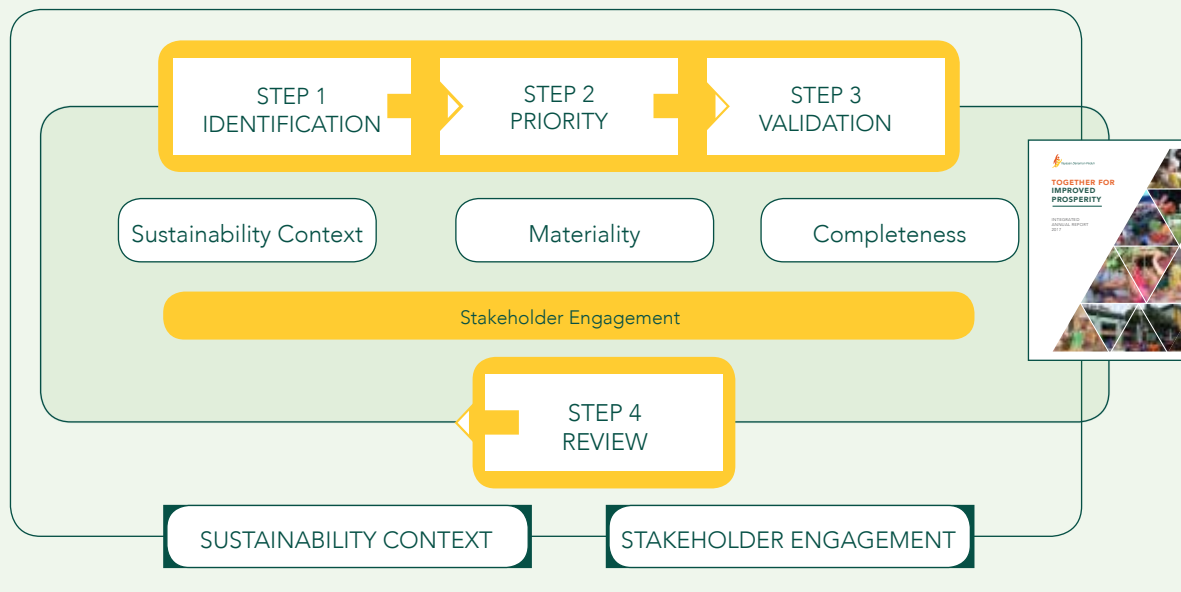 STEP 1
IDENTIFICATION
STEP 2
PRIORITY
STEP 3
VALIDATION
Sustainability Context
Materiality
Completeness
TOGETHER FOR
IMPROVED
PROSPERITY
INTEGRATED
ANNUAL REPORT
2017
Stakeholder Engagement
STEP 4
REVIEW
SUSTAINABILITY CONTEXT
STAKEHOLDER ENGAGEMENT